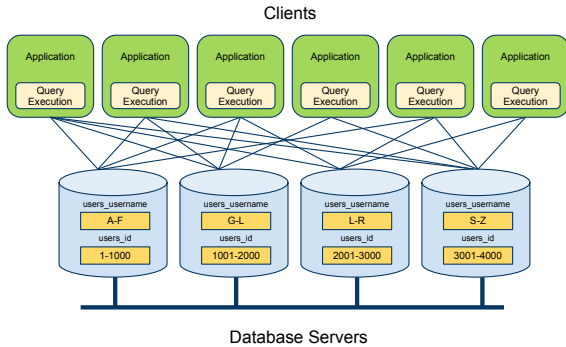 Clients
Application Application Application Application Application Application
Query Query Query Query Query Query
Execution Execution Execution Execution Execution Execution
users_username users_username users_username users_username
A-F G-L L-R S-Z
users_id users_id users_id users_id
1-1000 1001-2000 2001-3000 3001-4000
Database Servers